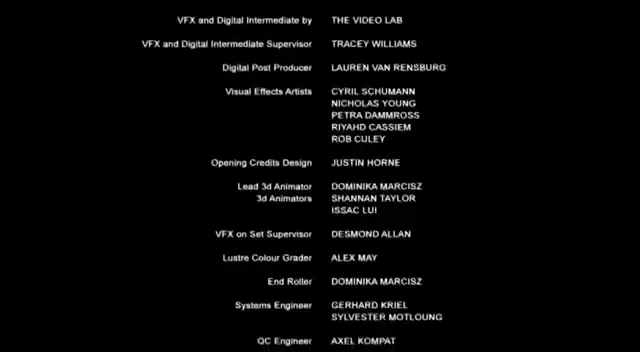 VFX and Digital Intermediate by THE VIDEO LAB
VFX and Digital Intermediate Supervisor TRACEY WILLIAMS
Digital Post Producer LAUREN VAN RENSBURG
Visual Effects Artists CYRIL SCHUMANN
NICHOLAS YOUNG
PETRA DAMMROSS
RIYAHD CASSIEM
ROB CULEY
Opening Credits Design JUSTIN HORNE
Lead 3d Animator DOMINIKA MARCISZ
3d Animators SHANNAN TAYLOR
ISSAC LUI
VFX on Set Supervisor DESMOND ALLAN
Lustre Colour Grader ALEX MAY
End Roller DOMINIKA MARCISZ
Systems Engineer GERHARD KRIEL
SYLVESTER MOTLOUNG
QC Engineer AXEL KOMPAT